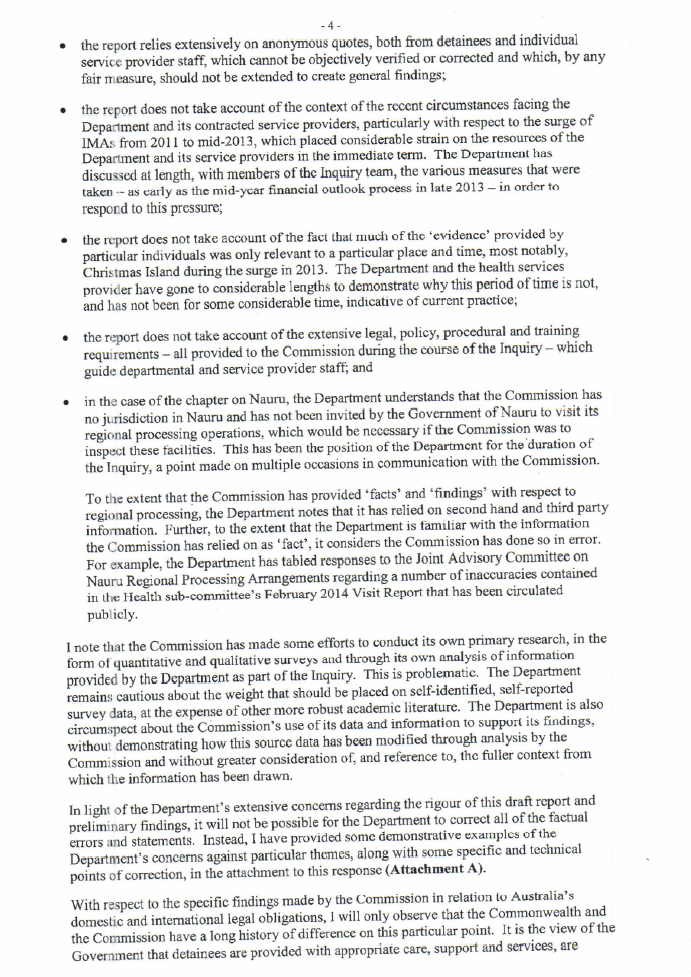 - 4 -
• the report relies extensively on anonymous quotes, both from detainees and individual
service provider staff, which cannot be objectively verified or corrected and which, by any
fair measure, should not be extended to create general findings;
• the report does not take account of the context of the recent circumstances facing the
Department and its contracted service providers, particularly with respect to the surge of
IMAs from 2011 to mid-2013, which placed considerable strain on the resources of the
Department and its service providers in the immediate term. The Department has
discussed at length, with members of the Inquiry team, the various measures that were
taken – as early as the mid-year financial outlook process in late 2013 – in order to
respond to this pressure;
• the report does not take account of the fact that much of the ‘evidence’ provided by
particular individuals was only relevant to a particular place and time, most notably,
Christmas Island during the surge in 2013. The Department and the health services
provider have gone to considerable lengths to demonstrate why this period of time is not,
and has not been for some considerable time, indicative of current practice;
• the report does not take account of the extensive legal, policy, procedural and training
requirements – all provided to the Commission during the course of the Inquiry – which
guide departmental and service provider staff; and
• in the case of the chapter on Nauru, the Department understands that the Commission has
no jurisdiction in Nauru and has not been invited by the Government of Nauru to visit its
regional processing operations, which would be necessary if the Commission was to
inspect these facilities. This has been the position of the Department for the duration of
the Inquiry, a point made on multiple occasions in communication with the Commission.
To the extent that the Commission has provided ‘facts’ and ‘findings’ with respect to
regional processing, the Department notes that it has relied on second hand and third party
information. Further, to the extent that the Department is familiar with the information
the Commission has relied on as ‘fact’, it considers the Commission has done so in error.
For example, the Department has tabled responses to the Joint Advisory Committee on
Nauru Regional Processing Arrangements regarding a number of inaccuracies contained
in the Health sub-committee’s February 2014 Visit Report that has been circulated
publicly.
I note that the Commission has made some efforts to conduct its own primary research, in the
form of quantitative and qualitative surveys and through its own analysis of information
provided by the Department as part of the Inquiry. This is problematic. The Department
remains cautious about the weight that should be placed on self-identified, self-reported
survey data, at the expense of other more robust academic literature. The Department is also
circumspect about the Commission’s use of its data and information to support its findings,
without demonstrating how this source data has been modified through analysis by the
Commission and without greater consideration of, and reference to, the fuller context from
which the information has been drawn.
In light of the Department’s extensive concerns regarding the rigour of this draft report and
preliminary findings, it will not be possible for the Department to correct all of the factual
errors and statements. Instead, I have provided some demonstrative examples of the
Department’s concerns against particular themes, along with some specific and technical
points of correction, in the attachment to this response (Attachment A).
With respect to the specific findings made by the Commission in relation to Australia’s
domestic and international legal obligations, I will only observe that the Commonwealth and
the Commission have a long history of difference on this particular point. It is the view of the
Government that detainees are provided with appropriate care, support and services, are